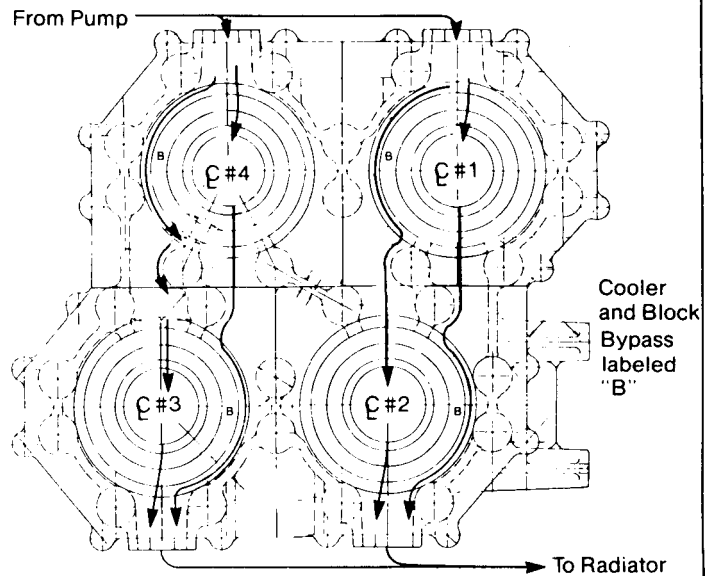 From Pump
B
B
℄ #4
℄ #1
Cooler
and Block
Bypass
labeled
"B"
℄ #3
B
℄ #2
B
To Radiator